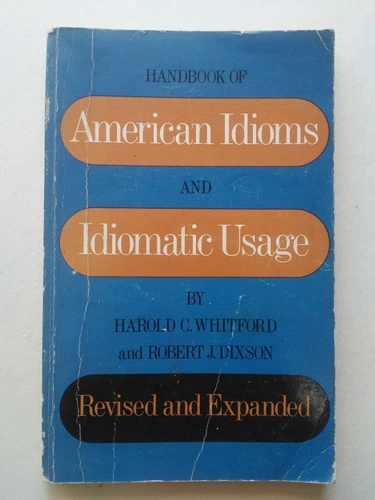 HANDBOOK OF
American Idioms
AND
Idiomatic Usage
BY
HAROLD C. WHITFORD
and ROBERT J. DIXSON
Revised and Expanded